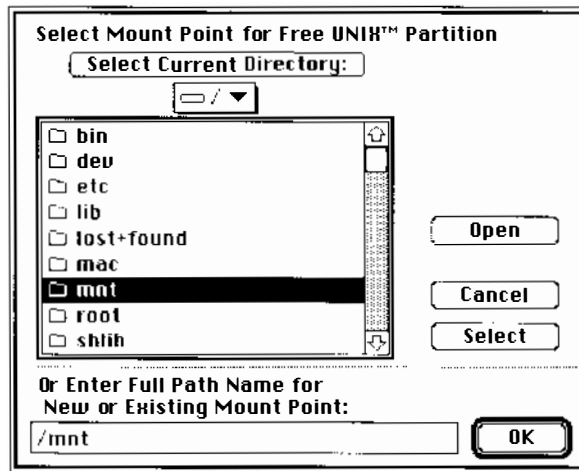 Select Mount Point for Free UNIX™ Partition
Select Current Directory:
/
bin
dev
etc
lib
lost+found
mac
mnt
root
shlib
Open
Cancel
Select
Or Enter Full Path Name for
New or Existing Mount Point:
/mnt
OK